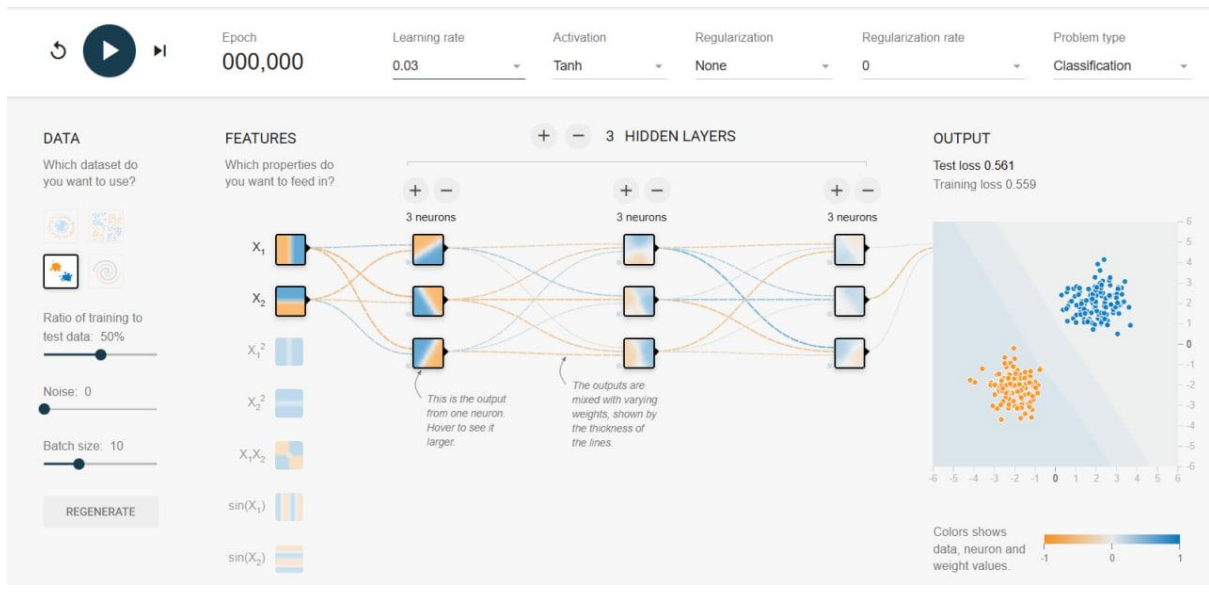 Epoch
000,000
Learning rate
0.03
Activation
Tanh
Regularization
None
Regularization rate
0
Problem type
Classification
DATA
Which dataset do
you want to use?
Ratio of training to
test data: 50%
Noise: 0
Batch size: 10
REGENERATE
FEATURES
Which properties do
you want to feed in?
X₁
X₂
X₁²
X₂²
X₁X₂
sin(X₁)
sin(X₂)
+ − 3 HIDDEN LAYERS
+ −
3 neurons
+ −
3 neurons
+ −
3 neurons
This is the output
from one neuron.
Hover to see it
larger.
The outputs are
mixed with varying
weights, shown by
the thickness of
the lines.
OUTPUT
Test loss 0.561
Training loss 0.559
6
5
4
3
2
1
0
-1
-2
-3
-4
-5
-6
-6 -5 -4 -3 -2 -1 0 1 2 3 4 5 6
Colors shows
data, neuron and
weight values.
-1 0 1